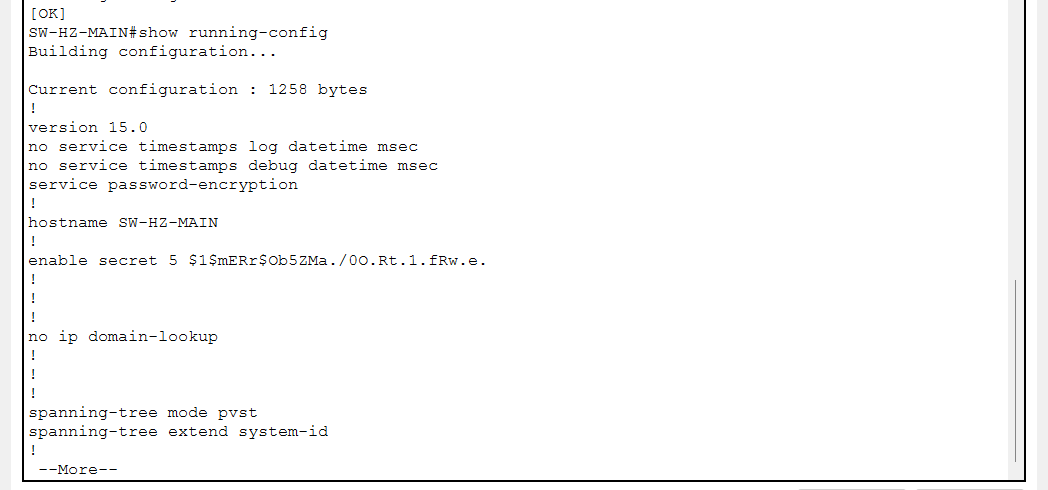 [OK]
SW-HZ-MAIN#show running-config
Building configuration...
Current configuration : 1258 bytes
!
version 15.0
no service timestamps log datetime msec
no service timestamps debug datetime msec
service password-encryption
!
hostname SW-HZ-MAIN
!
enable secret 5 $1$mERr$Ob5ZMa./0O.Rt.1.fRw.e.
!
!
!
no ip domain-lookup
!
!
!
spanning-tree mode pvst
spanning-tree extend system-id
!
--More--